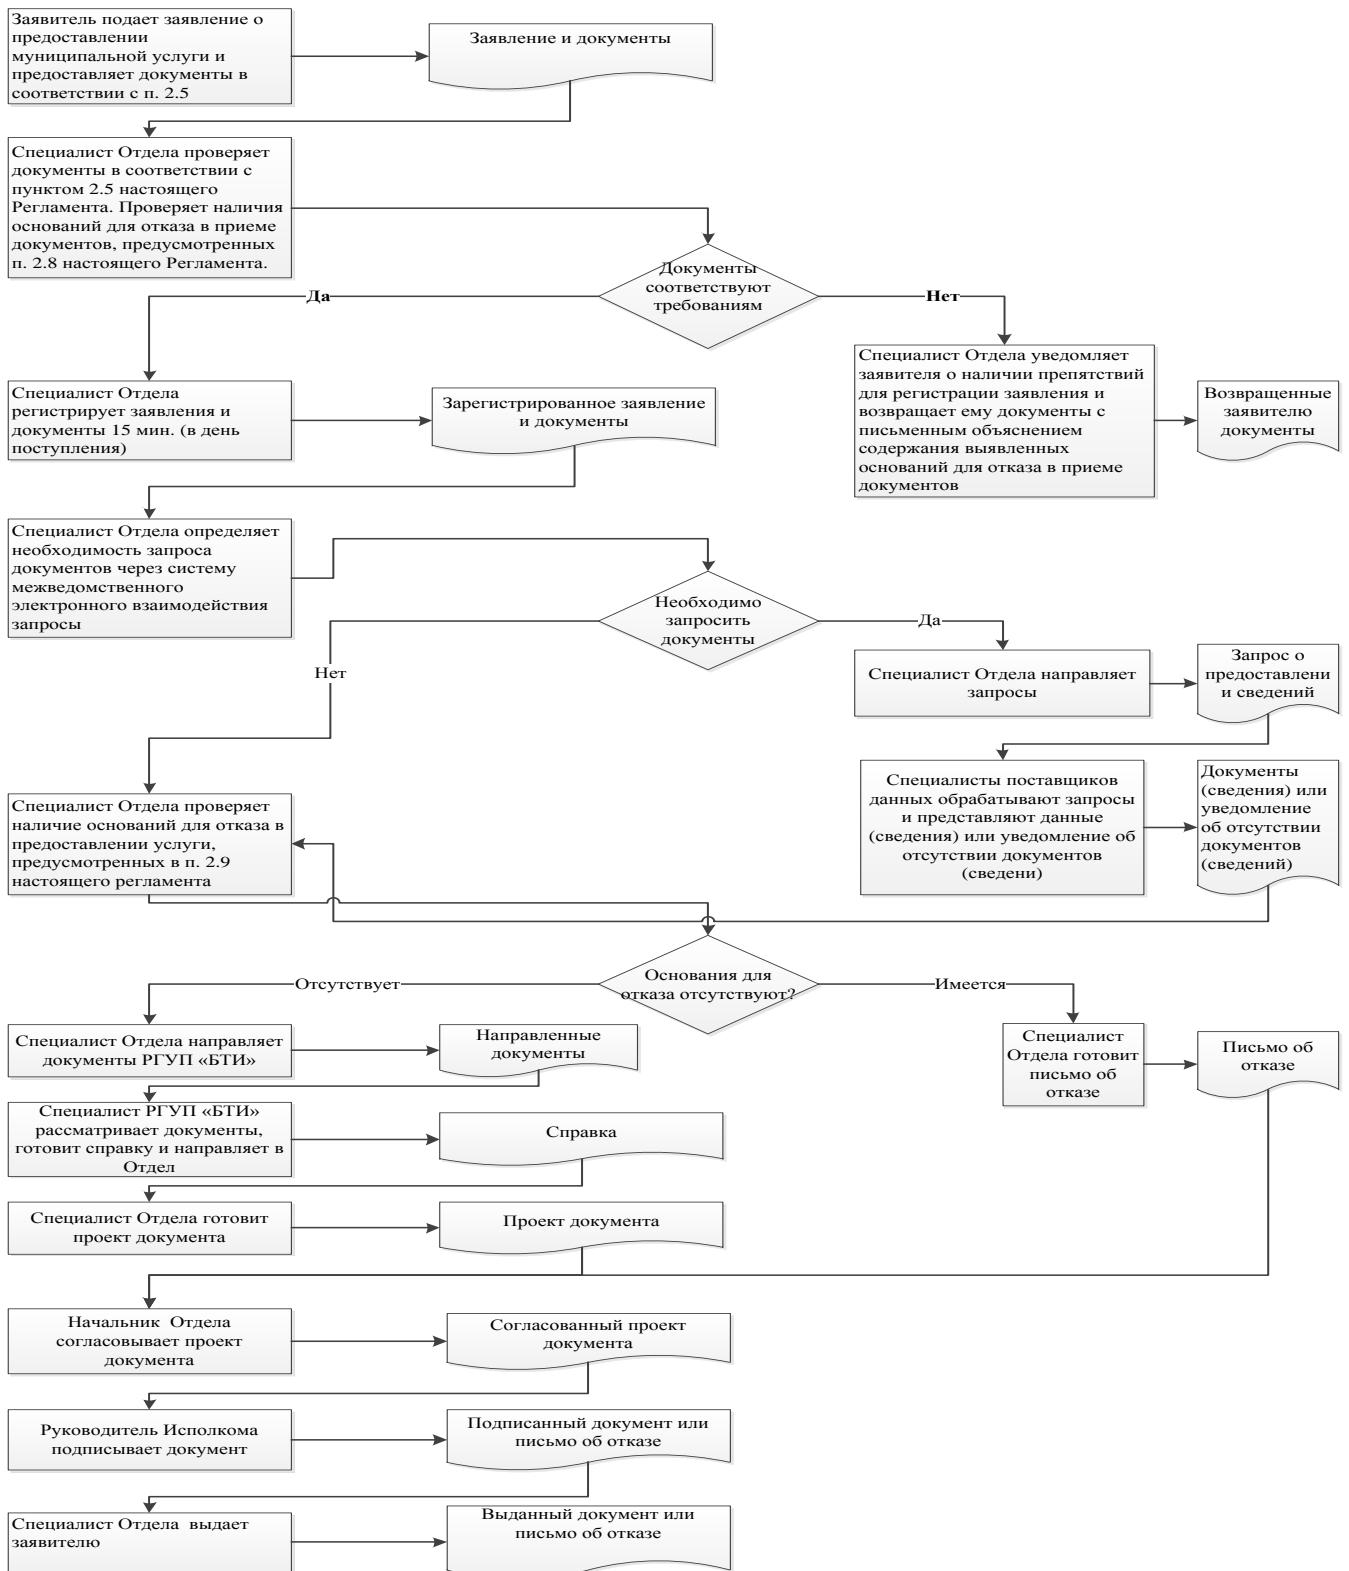 Заявитель подает заявление о
предоставлении
муниципальной услуги и
предоставляет документы в
соответствии с п. 2.5
Заявление и документы
Специалист Отдела проверяет
документы в соответствии с
пунктом 2.5 настоящего
Регламента. Проверяет наличия
оснований для отказа в приеме
документов, предусмотренных
п. 2.8 настоящего Регламента.
Документы
соответствуют
требованиям
Да
Нет
Специалист Отдела
регистрирует заявления и
документы 15 мин. (в день
поступления)
Зарегистрированное заявление
и документы
Специалист Отдела уведомляет
заявителя о наличии препятствий
для регистрации заявления и
возвращает ему документы с
письменным объяснением
содержания выявленных
оснований для отказа в приеме
документов
Возвращенные
заявителю
документы
Специалист Отдела определяет
необходимость запроса
документов через систему
межведомственного
электронного взаимодействия
запросы
Необходимо
запросить
документы
Да
Нет
Специалист Отдела направляет
запросы
Запрос о
предоставлени
и сведений
Специалисты поставщиков
данных обрабатывают запросы
и представляют данные
(сведения) или уведомление об
отсутствии документов
(сведени)
Документы
(сведения) или
уведомление
об отсутствии
документов
(сведений)
Специалист Отдела проверяет
наличие оснований для отказа в
предоставлении услуги,
предусмотренных в п. 2.9
настоящего регламента
Основания для
отказа отсутствуют?
Отсутствует
Имеется
Специалист Отдела направляет
документы РГУП «БТИ»
Направленные
документы
Специалист
Отдела готовит
письмо об
отказе
Письмо об
отказе
Специалист РГУП «БТИ»
рассматривает документы,
готовит справку и направляет в
Отдел
Справка
Специалист Отдела готовит
проект документа
Проект документа
Начальник  Отдела
согласовывает проект
документа
Согласованный проект
документа
Руководитель Исполкома
подписывает документ
Подписанный документ или
письмо об отказе
Специалист Отдела  выдает
заявителю
Выданный документ или
письмо об отказе